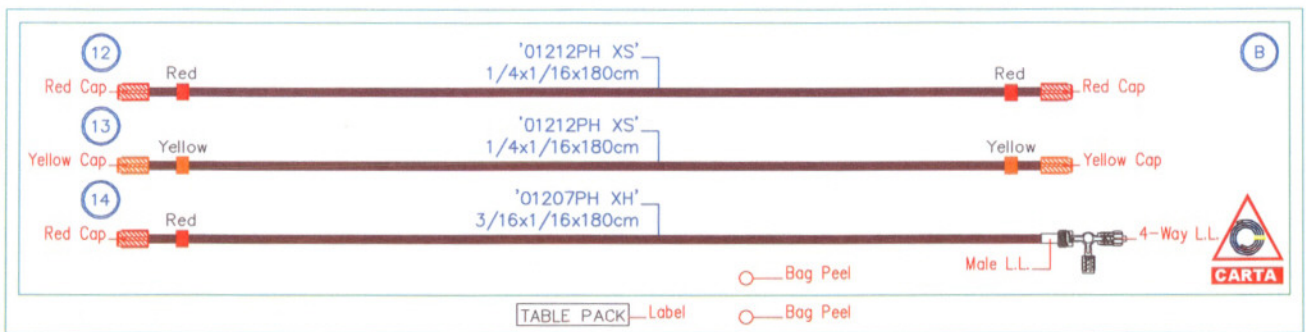 12
'01212PH XS'
B
Red
1/4x1/16x180cm
Red
Red Cap
Red Cap
13
'01212PH XS'
Yellow
1/4x1/16x180cm
Yellow
Yellow Cap
Yellow Cap
14
'01207PH XH'
Red
3/16x1/16x180cm
Red Cap
4-Way L.L.
Male L.L.
Bag Peel
CARTA
TABLE PACK
Label
Bag Peel